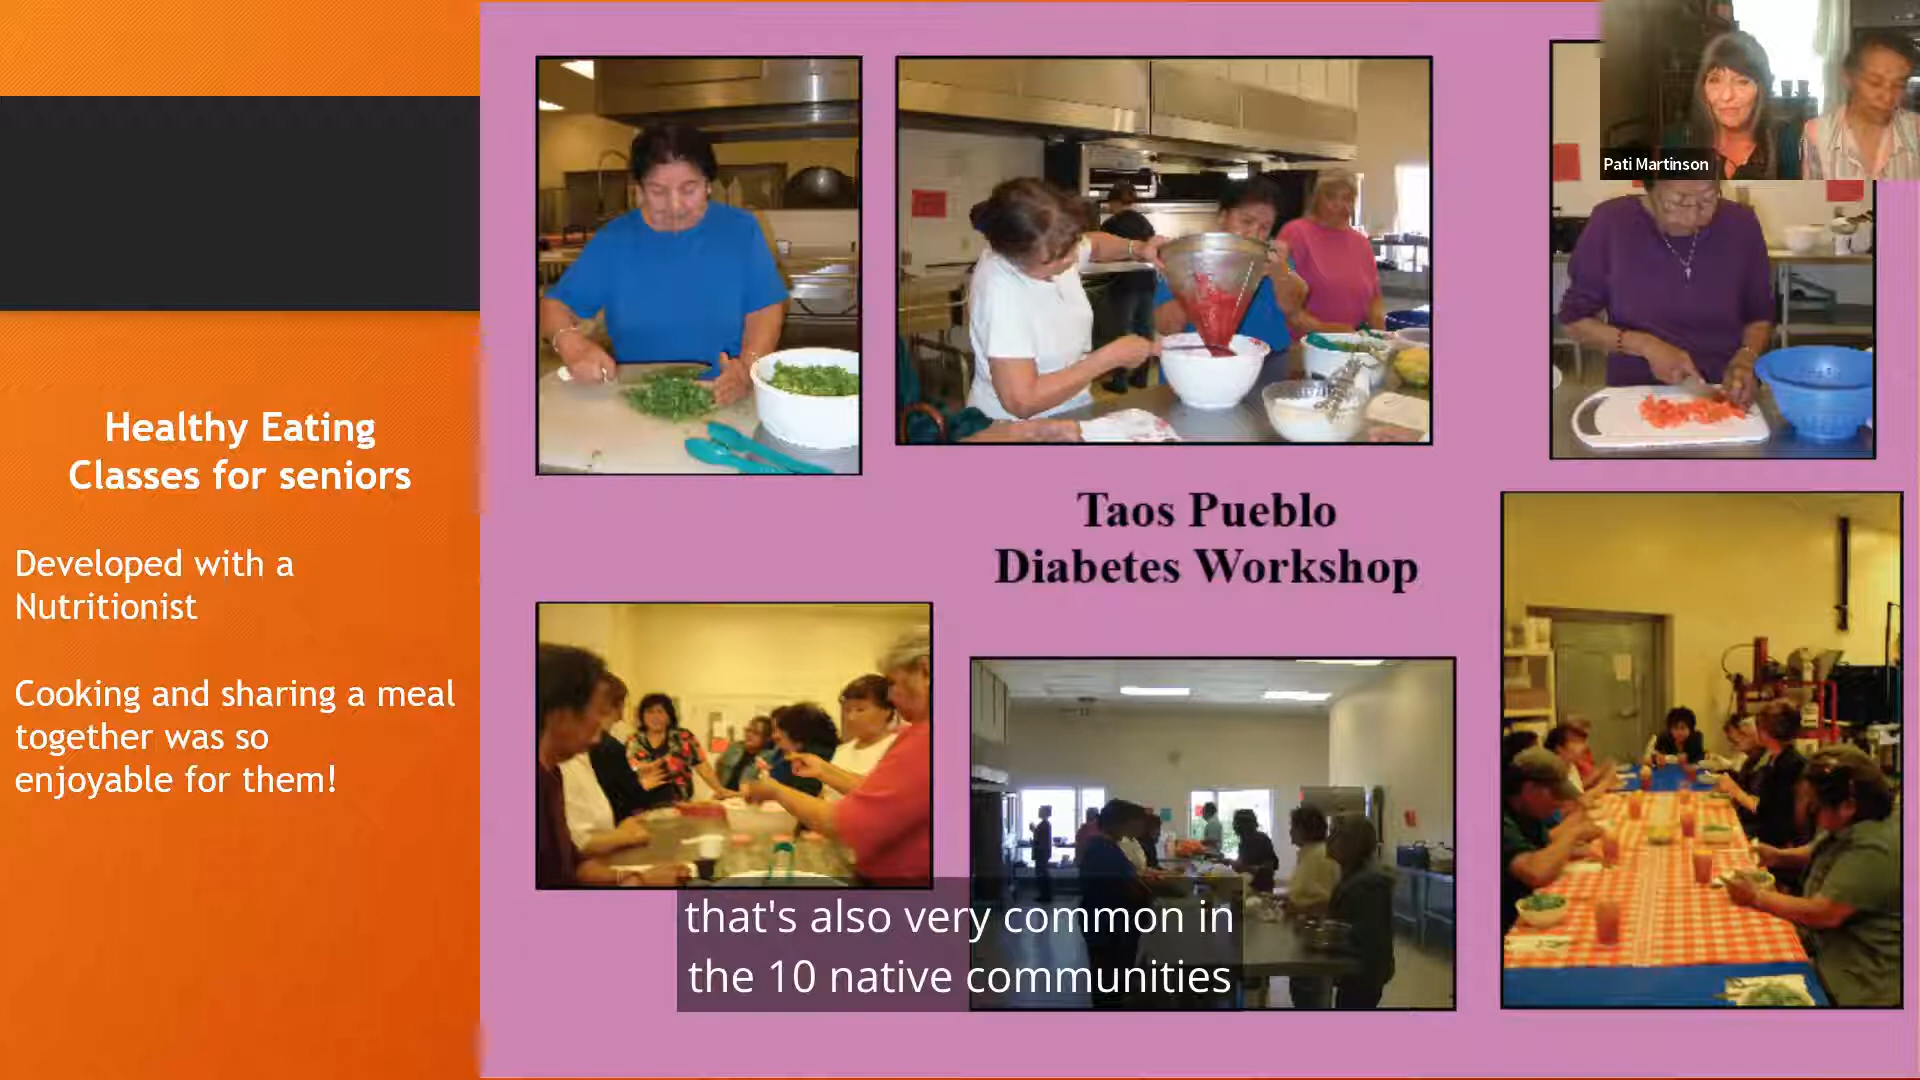 Healthy Eating
Classes for seniors
Developed with a
Nutritionist
Cooking and sharing a meal
together was so
enjoyable for them!
Pati Martinson
Taos Pueblo
Diabetes Workshop
that's also very common in
the 10 native communities